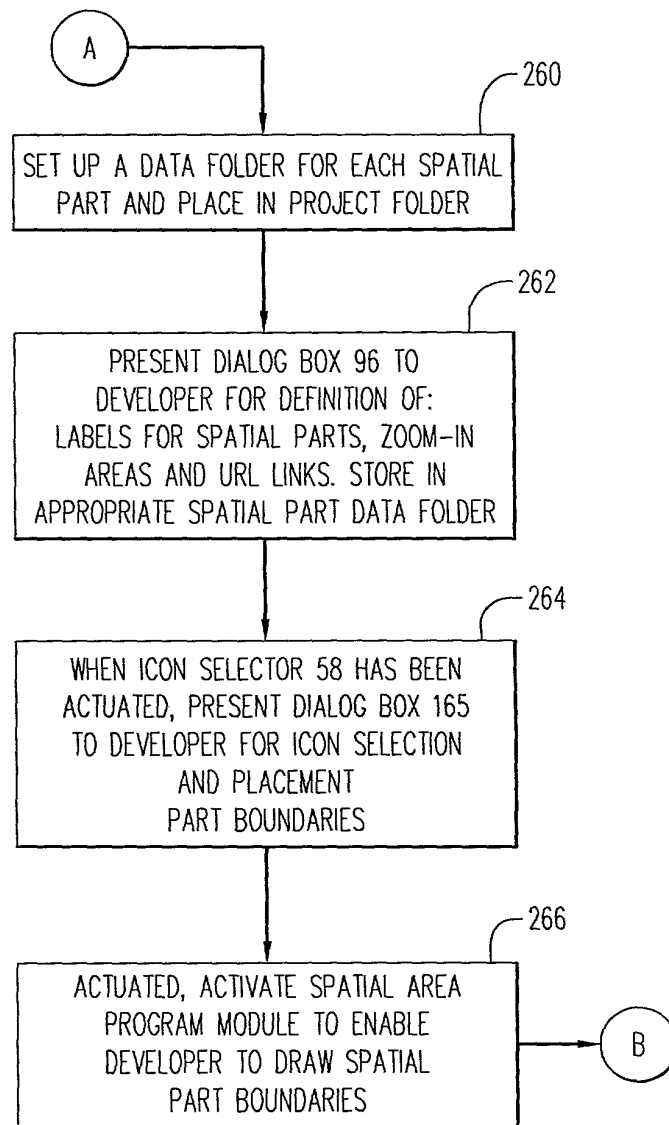 A
260
SET UP A DATA FOLDER FOR EACH SPATIAL
PART AND PLACE IN PROJECT FOLDER
262
PRESENT DIALOG BOX 96 TO
DEVELOPER FOR DEFINITION OF:
LABELS FOR SPATIAL PARTS, ZOOM-IN
AREAS AND URL LINKS. STORE IN
APPROPRIATE SPATIAL PART DATA FOLDER
264
WHEN ICON SELECTOR 58 HAS BEEN
ACTUATED, PRESENT DIALOG BOX 165
TO DEVELOPER FOR ICON SELECTION
AND PLACEMENT
PART BOUNDARIES
266
ACTUATED, ACTIVATE SPATIAL AREA
PROGRAM MODULE TO ENABLE
DEVELOPER TO DRAW SPATIAL
PART BOUNDARIES
B